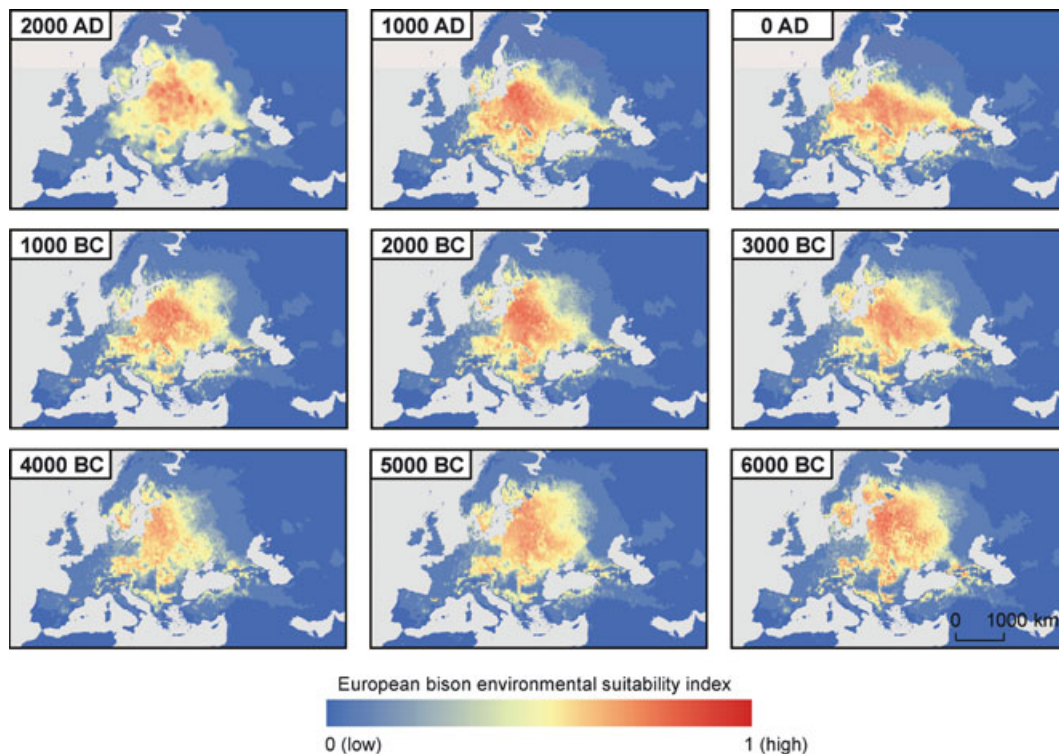 2000 AD
1000 AD
0 AD
1000 BC
2000 BC
3000 BC
4000 BC
5000 BC
6000 BC
0 1000 km
European bison environmental suitability index
0 (low) 1 (high)